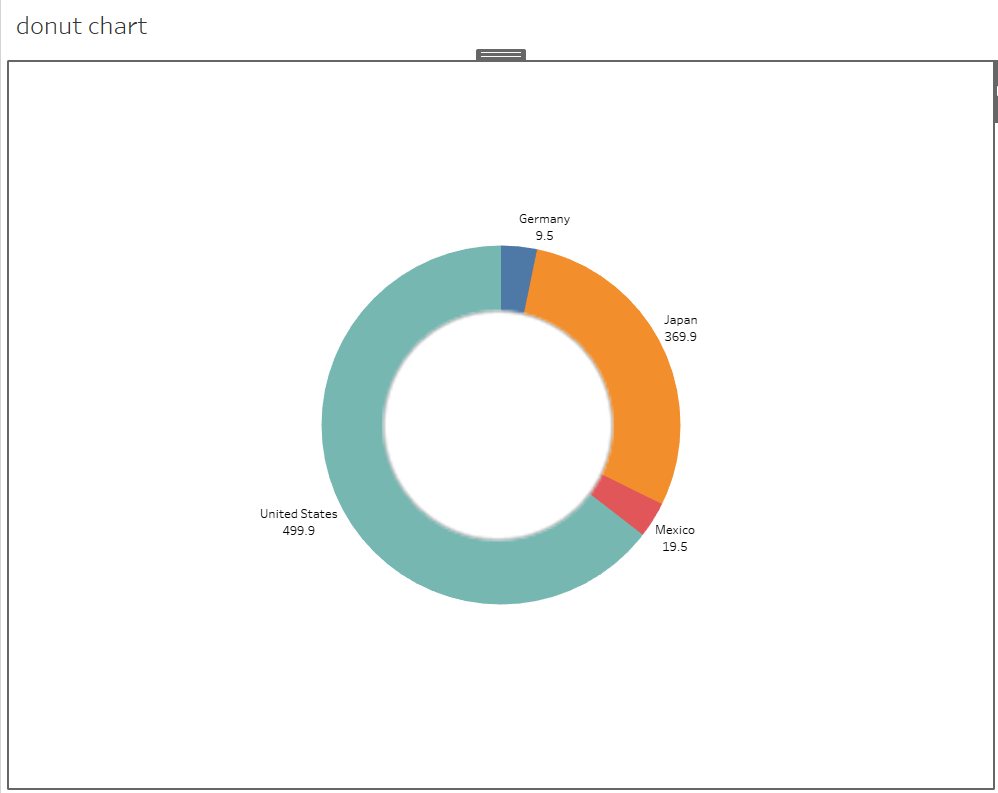 donut chart
Germany
9.5
Japan
369.9
United States
499.9
Mexico
19.5